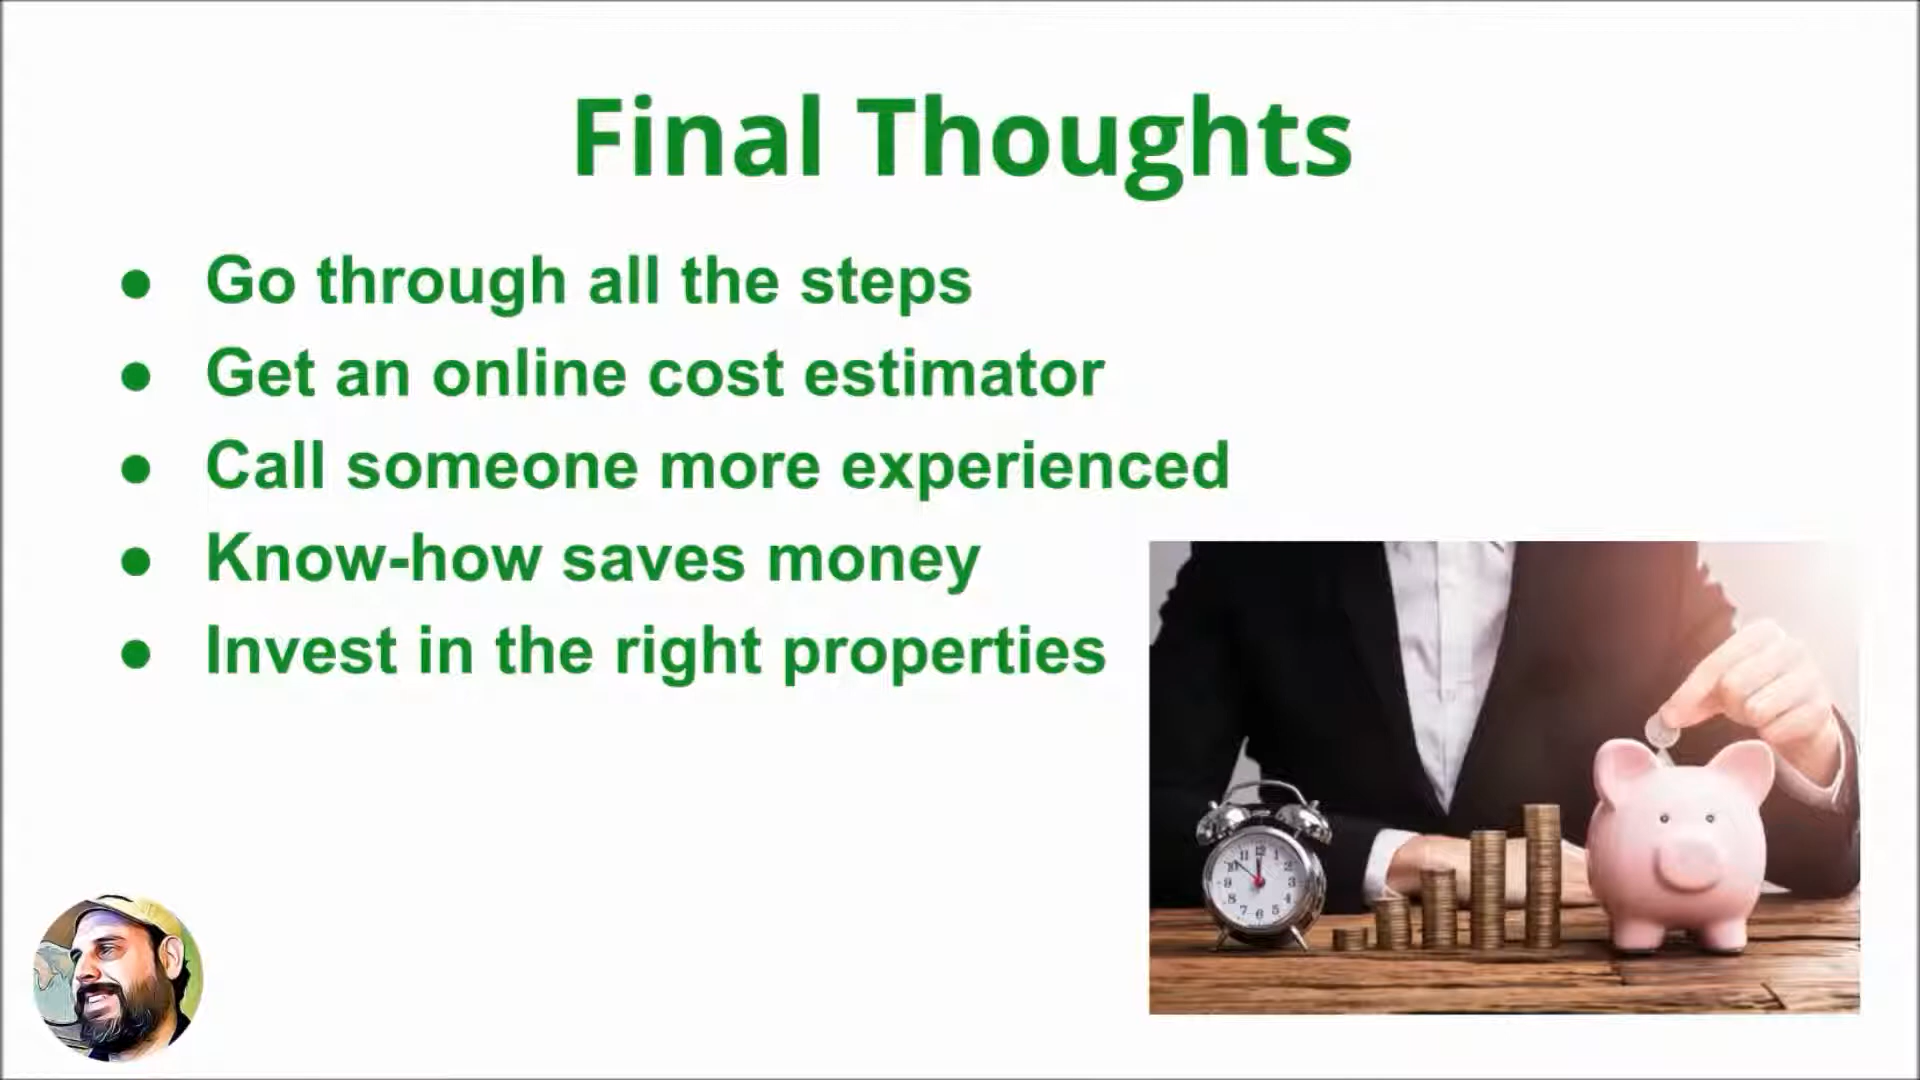 Final Thoughts
● Go through all the steps
● Get an online cost estimator
● Call someone more experienced
● Know-how saves money
● Invest in the right properties